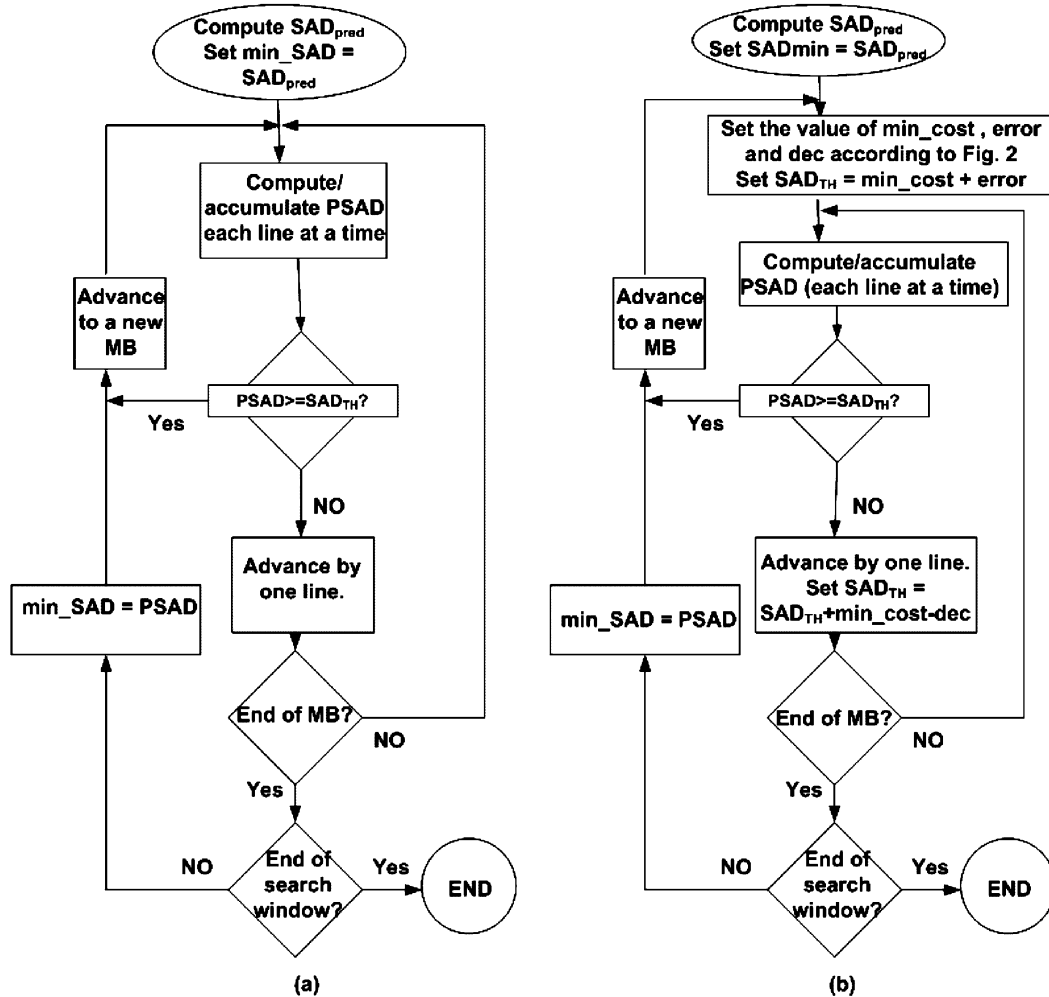 Compute SADpred
Set min_SAD =
SADpred
Compute/
accumulate PSAD
each line at a time
Advance
to a new
MB
PSAD>=SADTH?
Yes
NO
Advance by
one line.
min_SAD = PSAD
End of MB?
NO
Yes
NO
End of
search
window?
Yes
END
(a)
Compute SADpred
Set SADmin = SADpred
Set the value of min_cost , error
and dec according to Fig. 2
Set SADTH = min_cost + error
Compute/accumulate
PSAD (each line at a time)
Advance
to a new
MB
PSAD>=SADTH?
Yes
NO
Advance by one line.
Set SADTH =
SADTH+min_cost-dec
min_SAD = PSAD
End of MB?
NO
Yes
NO
End of
search
window?
Yes
END
(b)